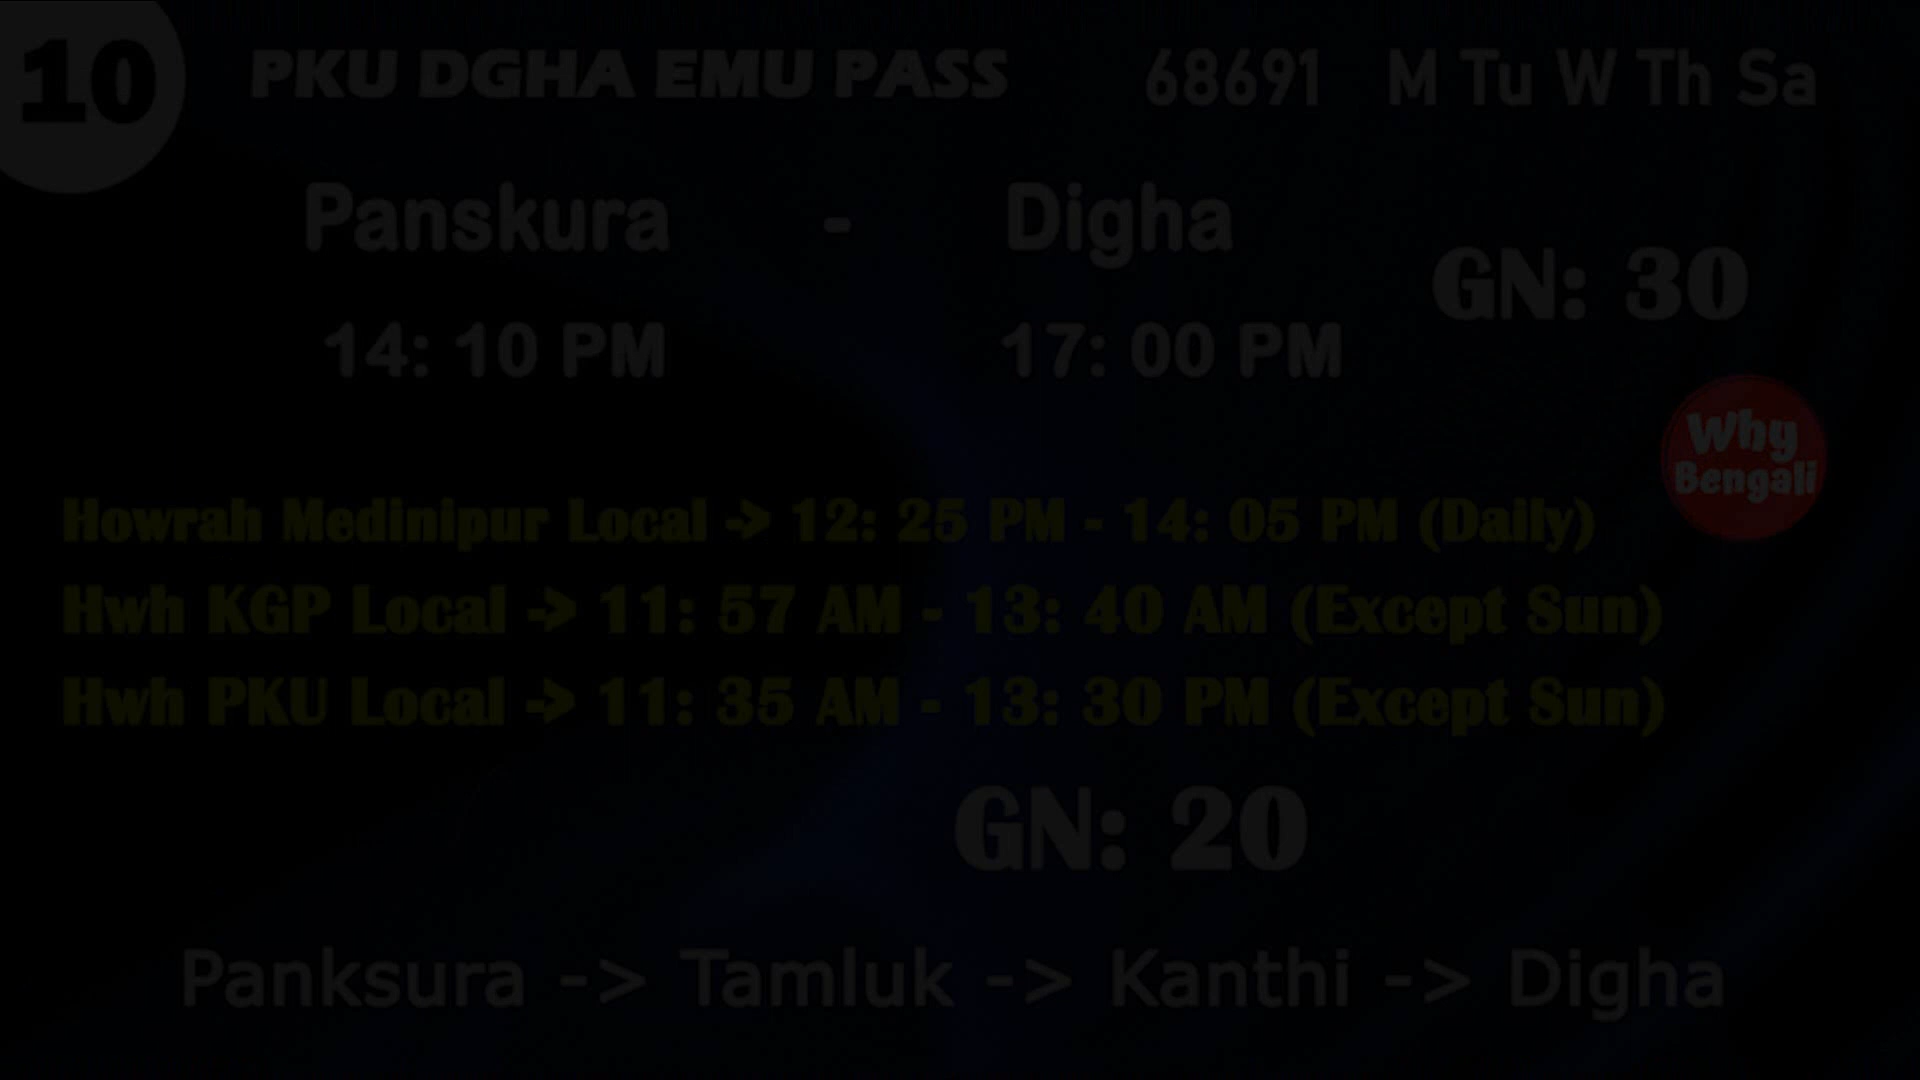 10
PKU DGHA EMU PASS 68691 M Tu W Th Sa
Panskura - Digha
GN: 30
14: 10 PM 17: 00 PM
Why
Bengali
Howrah Medinipur Local -> 12: 25 PM - 14: 05 PM (Daily)
Hwh KGP Local -> 11: 57 AM - 13: 40 AM (Except Sun)
Hwh PKU Local -> 11: 35 AM - 13: 30 PM (Except Sun)
GN: 20
Panksura -> Tamluk -> Kanthi -> Digha